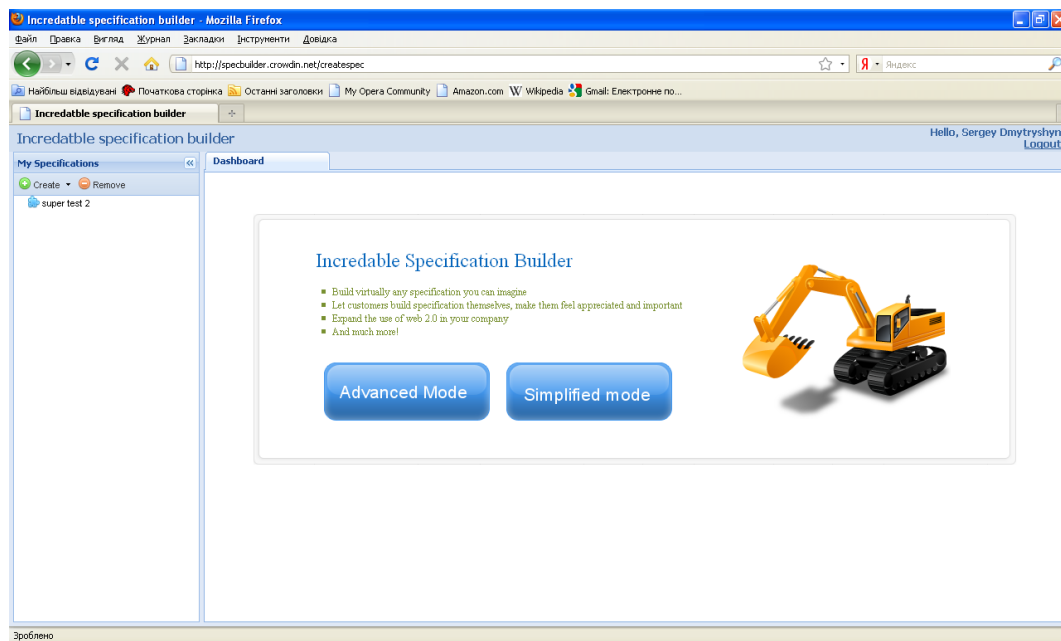 Incredatble specification builder - Mozilla Firefox
Файл Правка Вигляд Журнал Закладки Інструменти Довідка
http://specbuilder.crowdin.net/createspec
Я Яндекс
Найбільш відвідувані Початкова сторінка Останні заголовки My Opera Community Amazon.com W Wikipedia Gmail: Електронне по...
Incredatble specification builder
Incredatble specification builder
Hello, Sergey Dmytryshyn
Logout
My Specifications
Dashboard
Create Remove
super test 2
Incredable Specification Builder
Build virtually any specification you can imagine
Let customers build specification themselves, make them feel appreciated and important
Expand the use of web 2.0 in your company
And much more!
Advanced Mode
Simplified mode
Зроблено